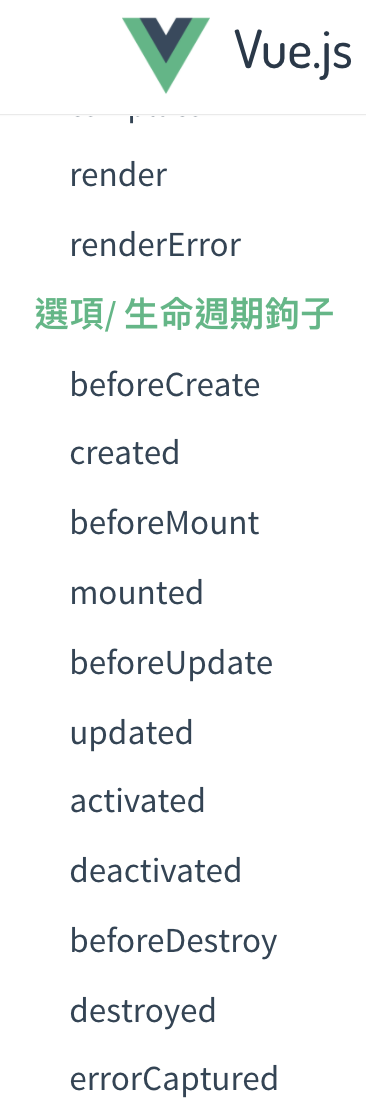 Vue.js
render
renderError
選項/ 生命週期鉤子
beforeCreate
created
beforeMount
mounted
beforeUpdate
updated
activated
deactivated
beforeDestroy
destroyed
errorCaptured